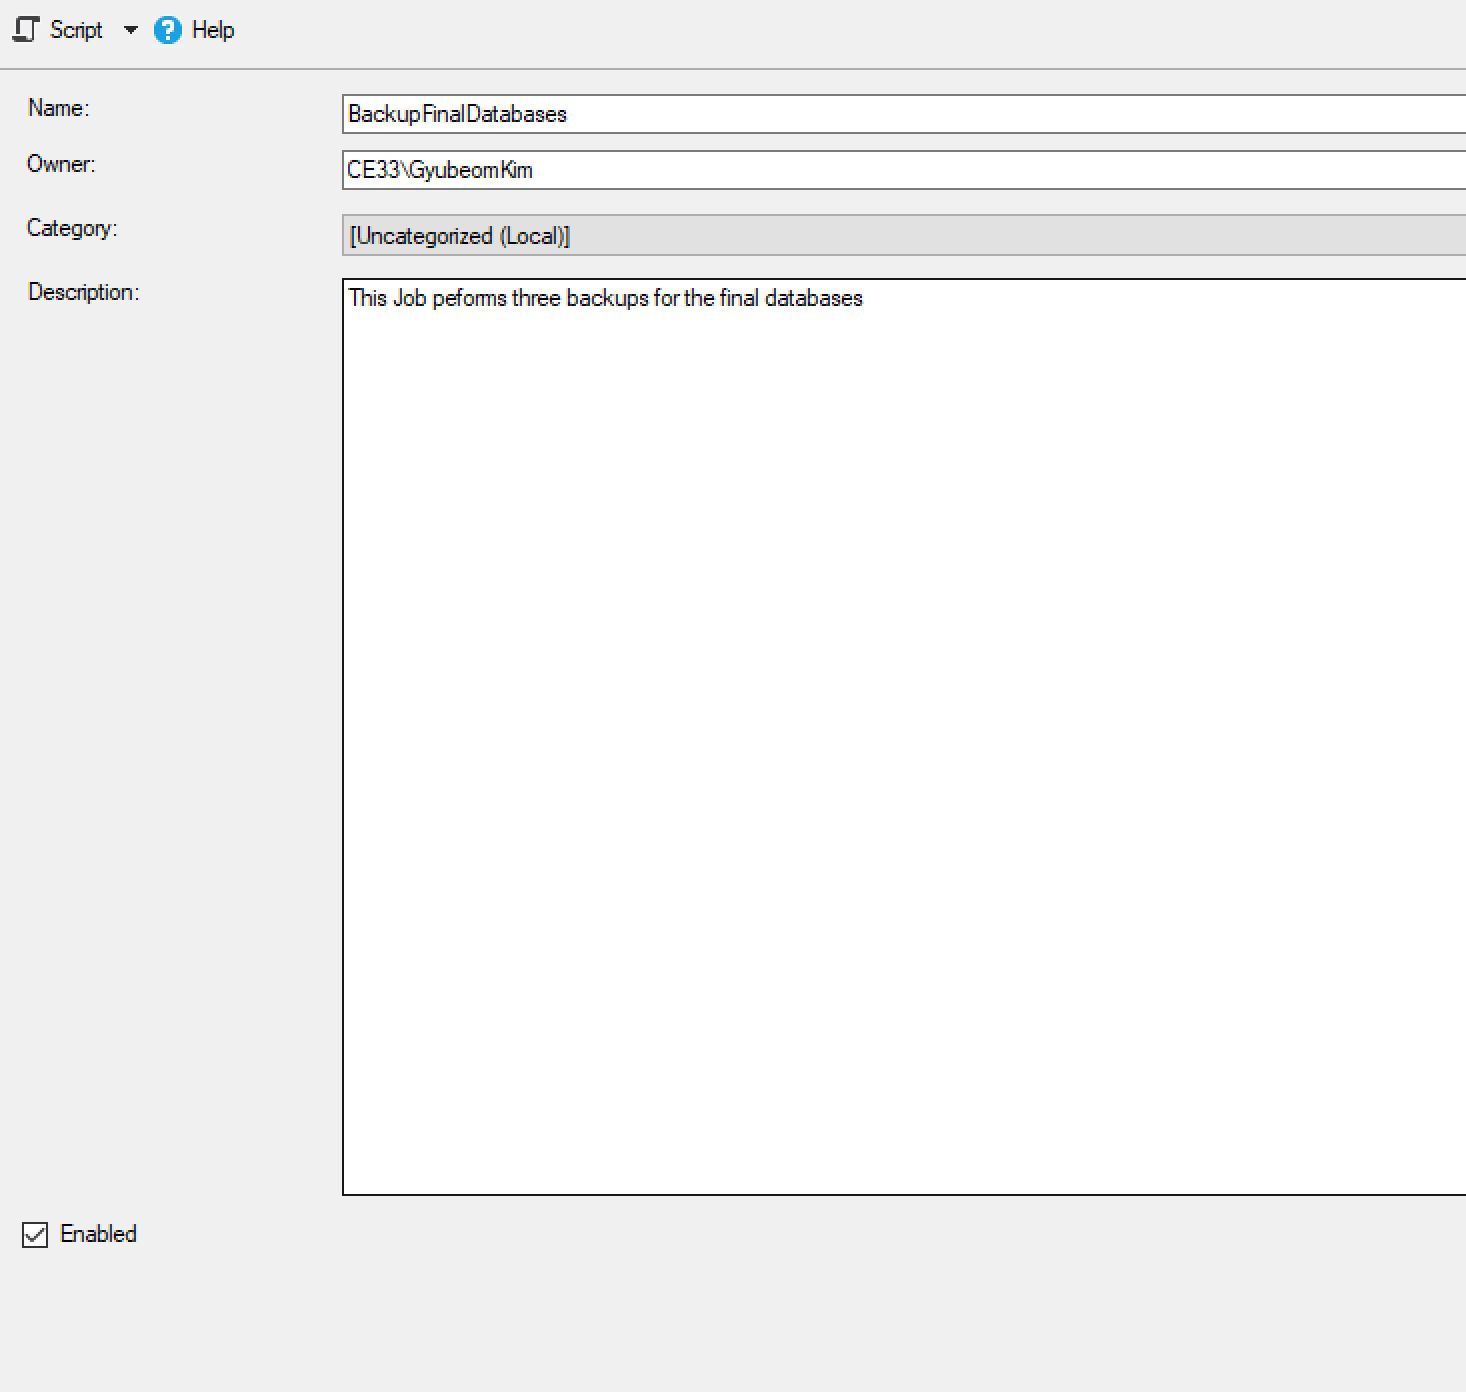 Script Help
Name: BackupFinalDatabases
Owner: CE33\GyubeomKim
Category: [Uncategorized (Local)]
Description: This Job peforms three backups for the final databases
Enabled